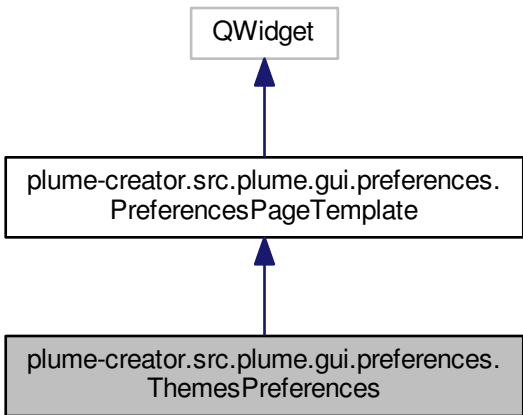 QWidget
plume-creator.src.plume.gui.preferences.
PreferencesPageTemplate
plume-creator.src.plume.gui.preferences.
ThemesPreferences